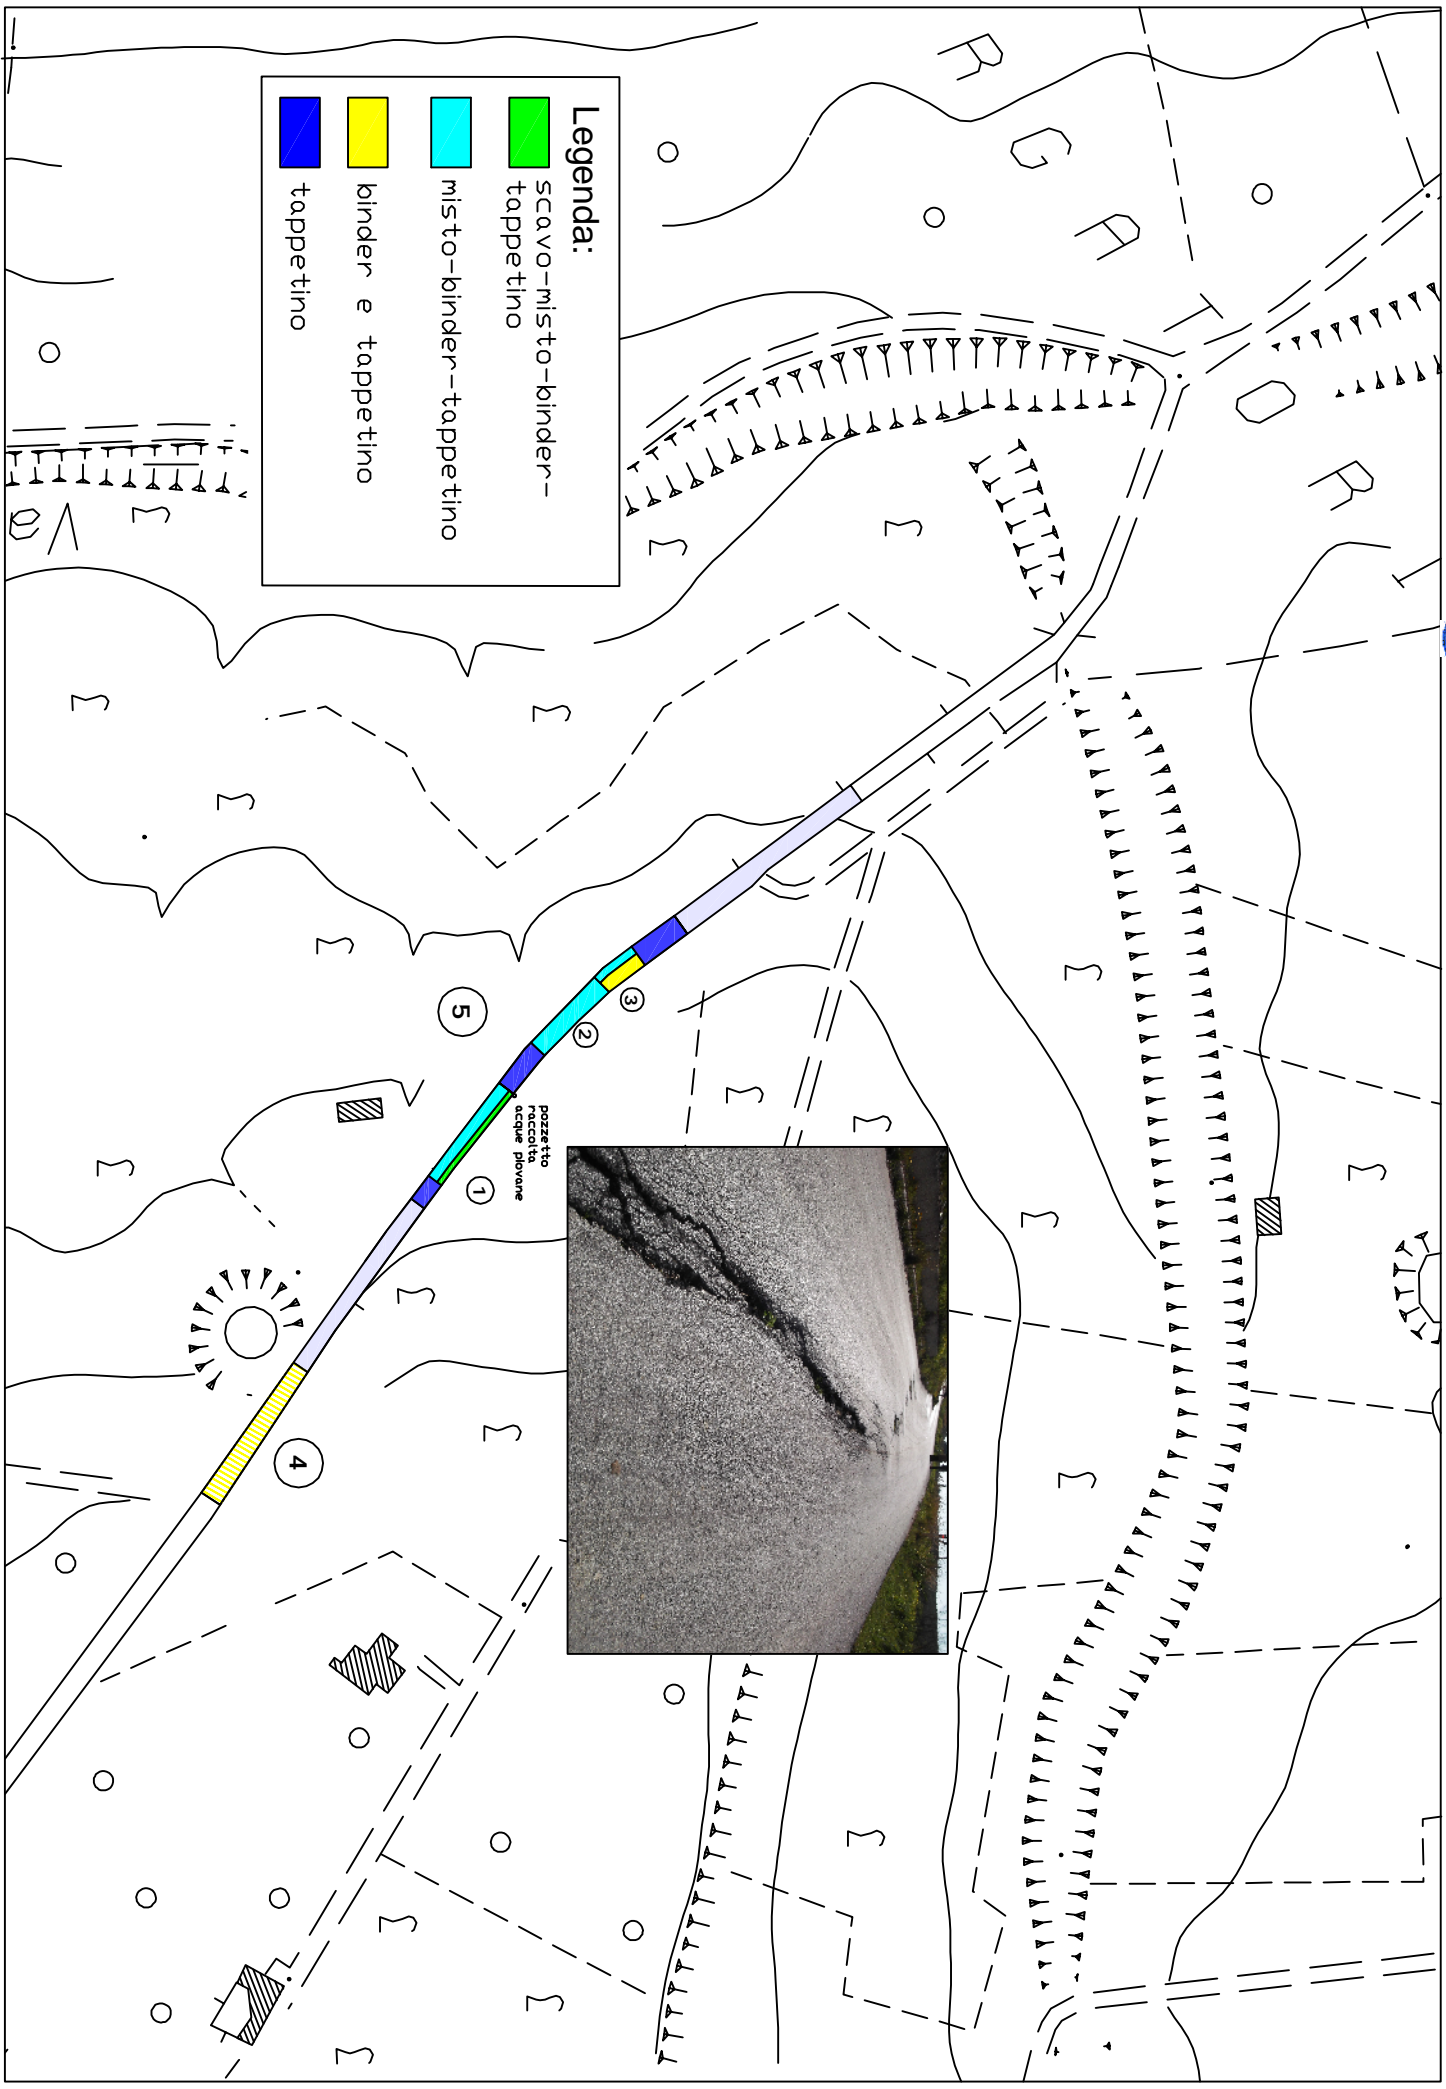 Legenda:
scavo-misto-binder-
tappetino
misto-binder-tappetino
binder e tappetino
tappetino
R
G
A
R
Va
3
2
5
pozzetto
raccolta
acque piovane
1
4